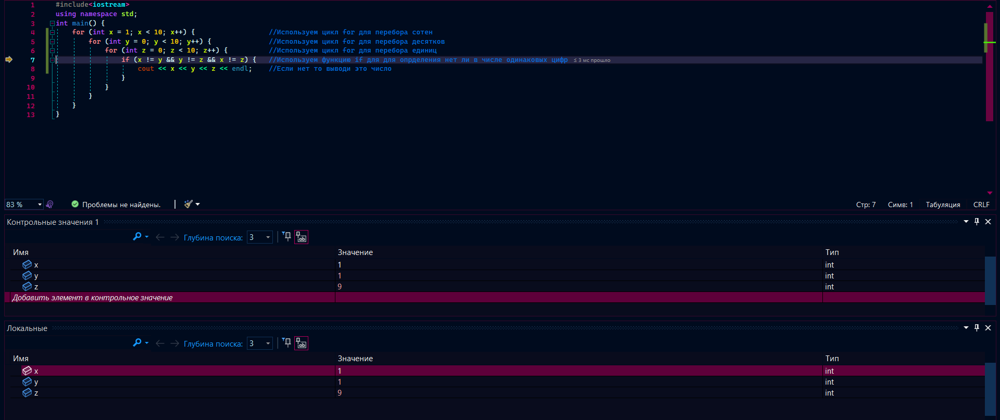 1 #include<iostream>
2 using namespace std;
3 int main() {
4 for (int x = 1; x < 10; x++) { //Используем цикл for для перебора сотен
5 for (int y = 0; y < 10; y++) { //Используем цикл for для перебора десятков
6 for (int z = 0; z < 10; z++) { //Используем цикл for для перебора единиц
7 if (x != y && y != z && x != z) { //Используем функцию if для для опрделения нет ли в числе одинаковых цифр ≤ 3 мс прошло
8 cout << x << y << z << endl; //Если нет то выводи это число
9 }
10 }
11 }
12 }
13 }
83 % Проблемы не найдены. Стр: 7 Симв: 1 Табуляция CRLF
Контрольные значения 1
Глубина поиска: 3
Имя Значение Тип
x 1 int
y 1 int
z 9 int
Добавить элемент в контрольное значение
Локальные
Глубина поиска: 3
Имя Значение Тип
x 1 int
y 1 int
z 9 int